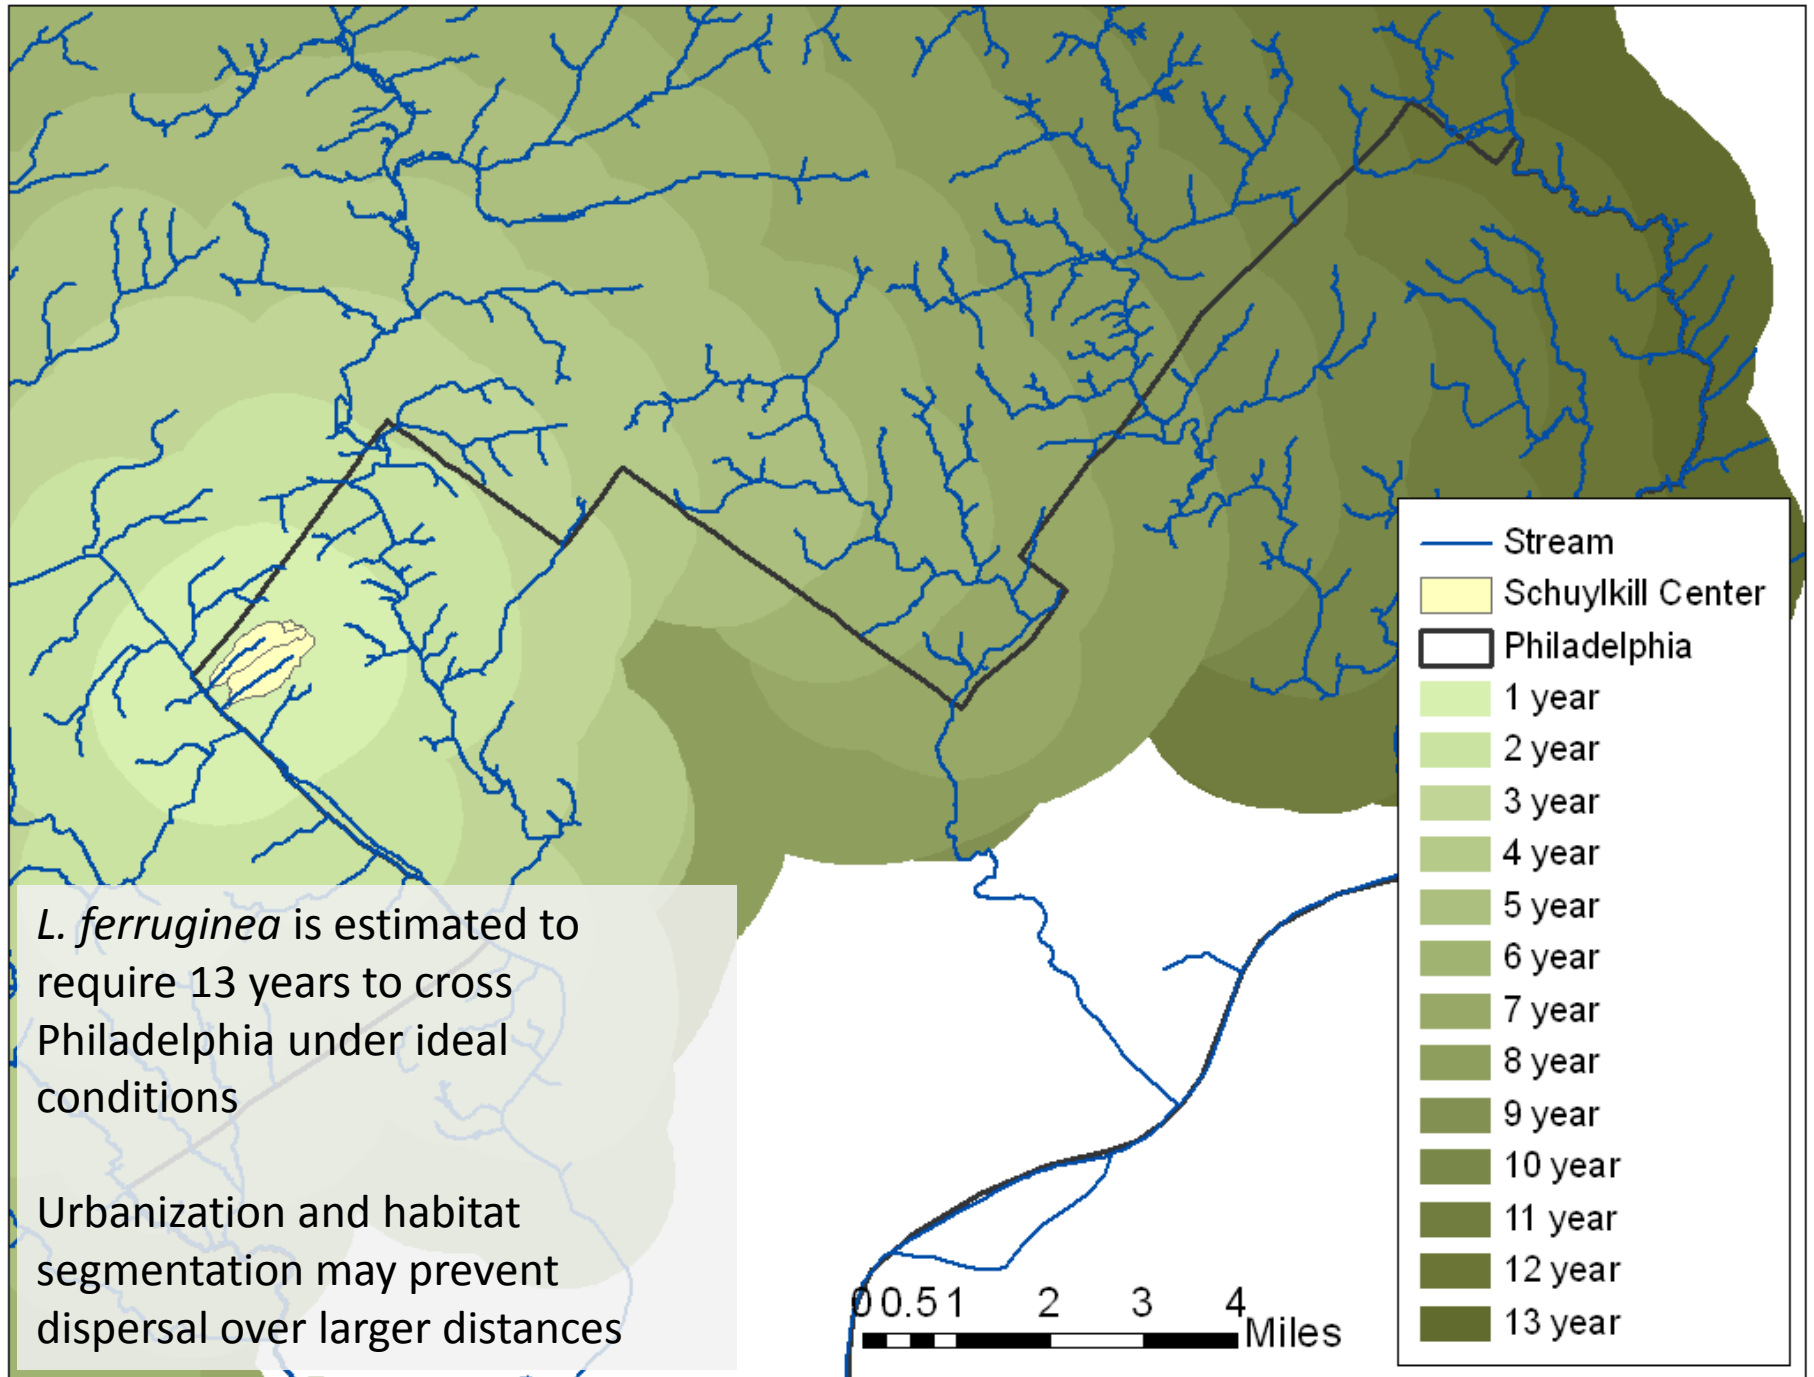 Stream
Schuylkill Center
Philadelphia
1 year
2 year
3 year
4 year
5 year
6 year
7 year
8 year
9 year
10 year
11 year
12 year
13 year
L. ferruginea is estimated to
require 13 years to cross
Philadelphia under ideal
conditions
Urbanization and habitat
segmentation may prevent
dispersal over larger distances
0 0.5 1 2 3 4
Miles